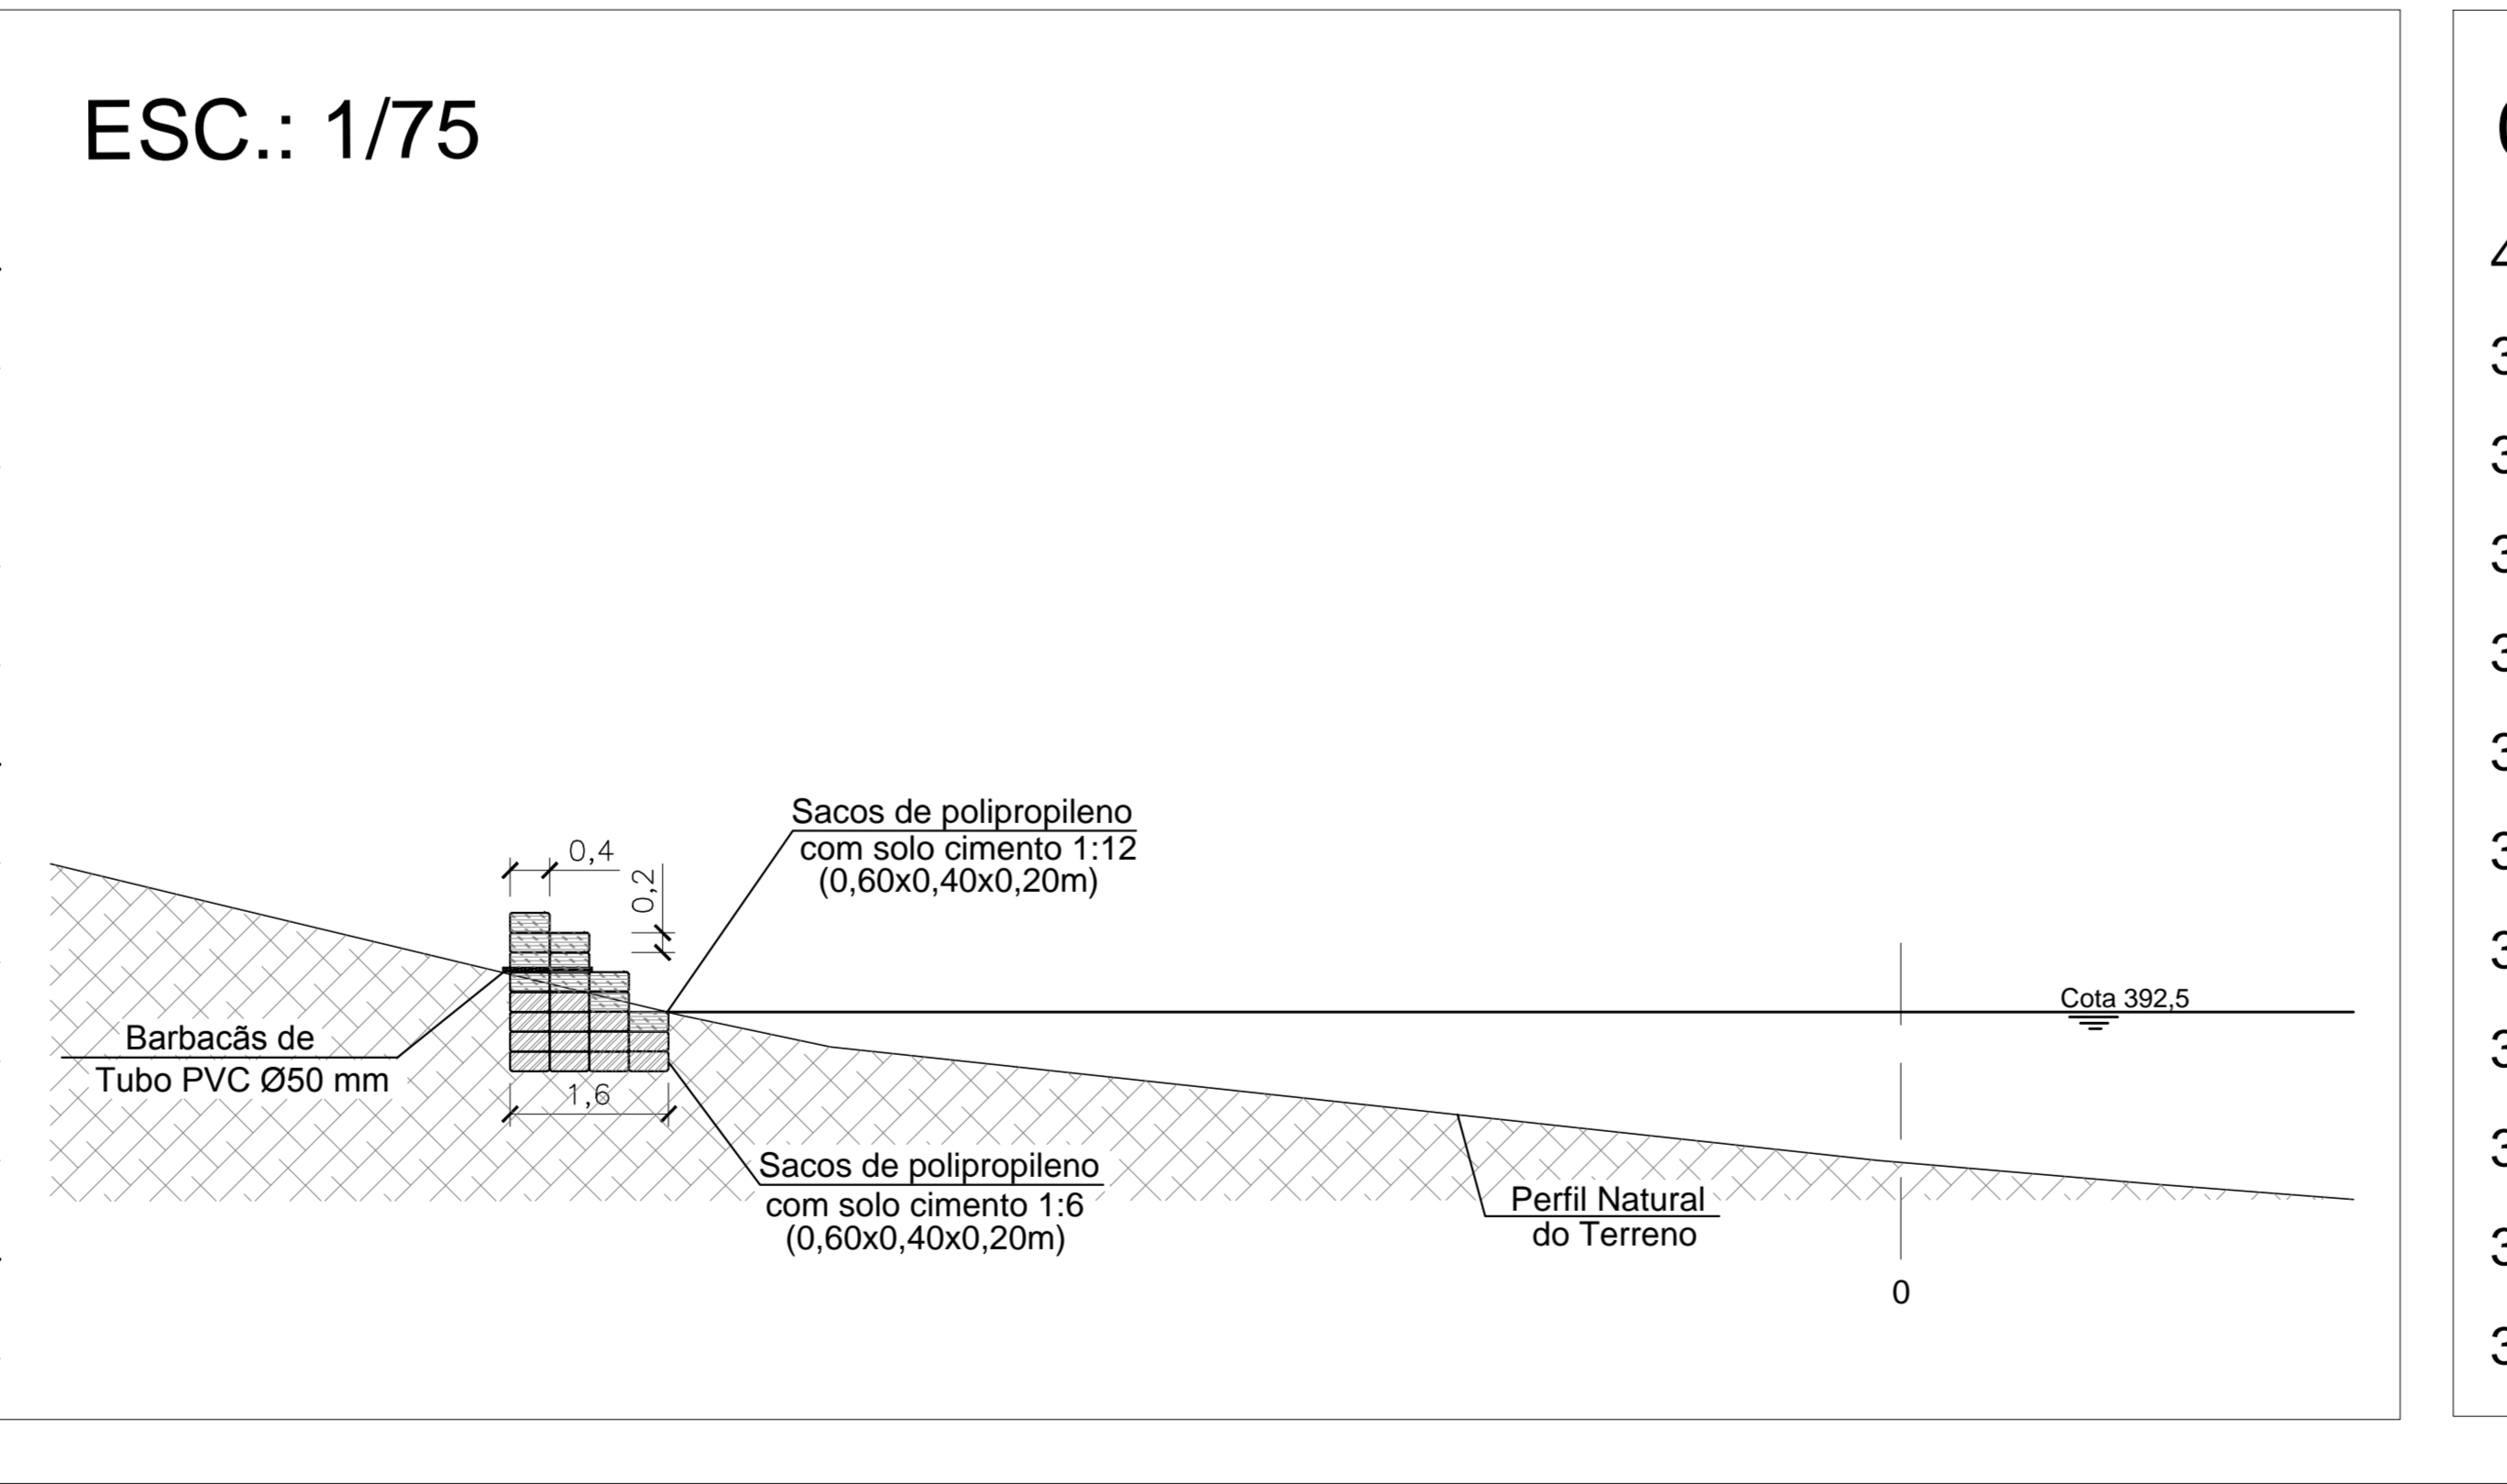 ESC.: 1/75
Sacos de polipropileno
com solo cimento 1:12
(0,60x0,40x0,20m)
0,4
0,2
Cota 392,5
Barbacãs de
Tubo PVC Ø50 mm
1,6
Sacos de polipropileno
com solo cimento 1:6
(0,60x0,40x0,20m)
Perfil Natural
do Terreno
0